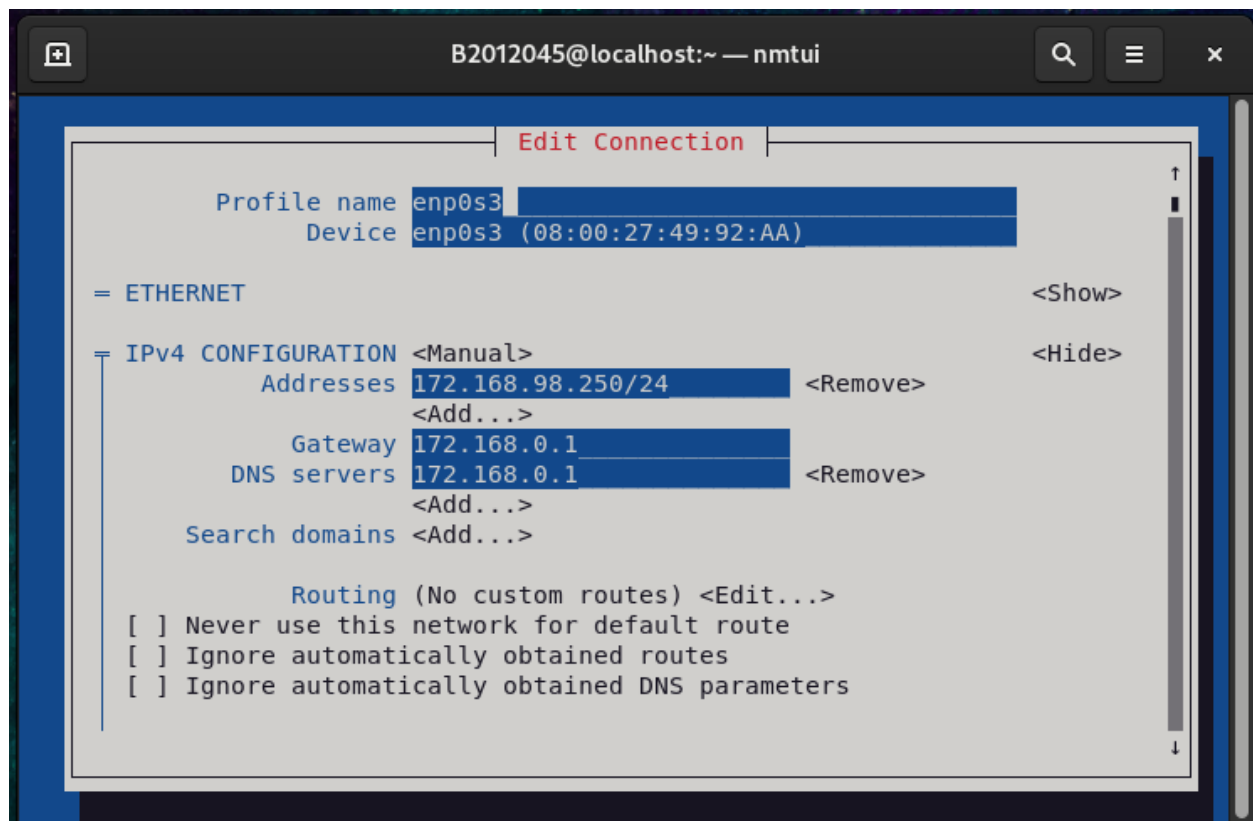 B2012045@localhost:~ — nmtui
Edit Connection
Profile name enp0s3
Device enp0s3 (08:00:27:49:92:AA)
= ETHERNET <Show>
= IPv4 CONFIGURATION <Manual> <Hide>
Addresses 172.168.98.250/24 <Remove>
<Add...>
Gateway 172.168.0.1
DNS servers 172.168.0.1 <Remove>
<Add...>
Search domains <Add...>
Routing (No custom routes) <Edit...>
[ ] Never use this network for default route
[ ] Ignore automatically obtained routes
[ ] Ignore automatically obtained DNS parameters